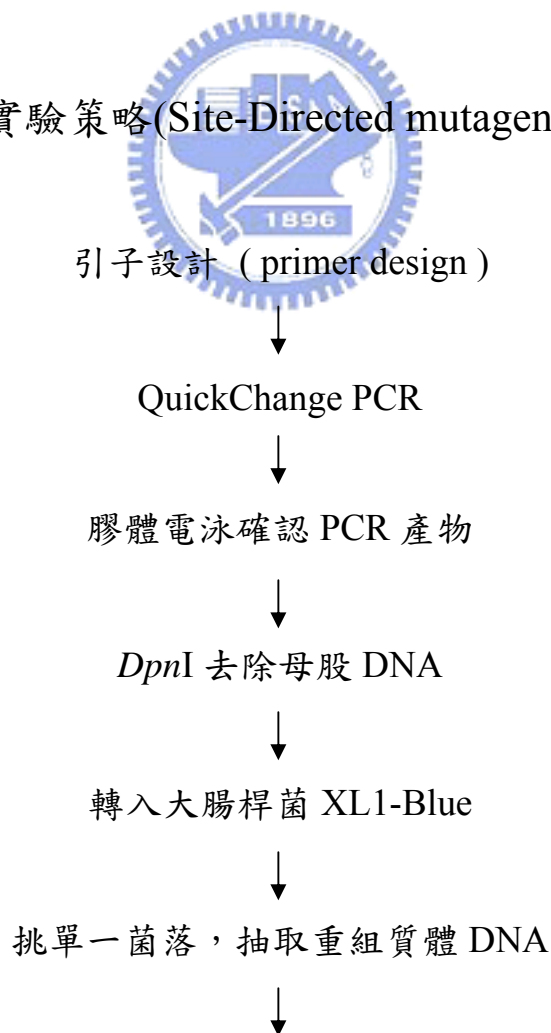 實驗策略(Site-Directed mutagen
1896
引子設計 ( primer design )
QuickChange PCR
膠體電泳確認 PCR 產物
DpnI 去除母股 DNA
轉入大腸桿菌 XL1-Blue
挑單一菌落，抽取重組質體 DNA